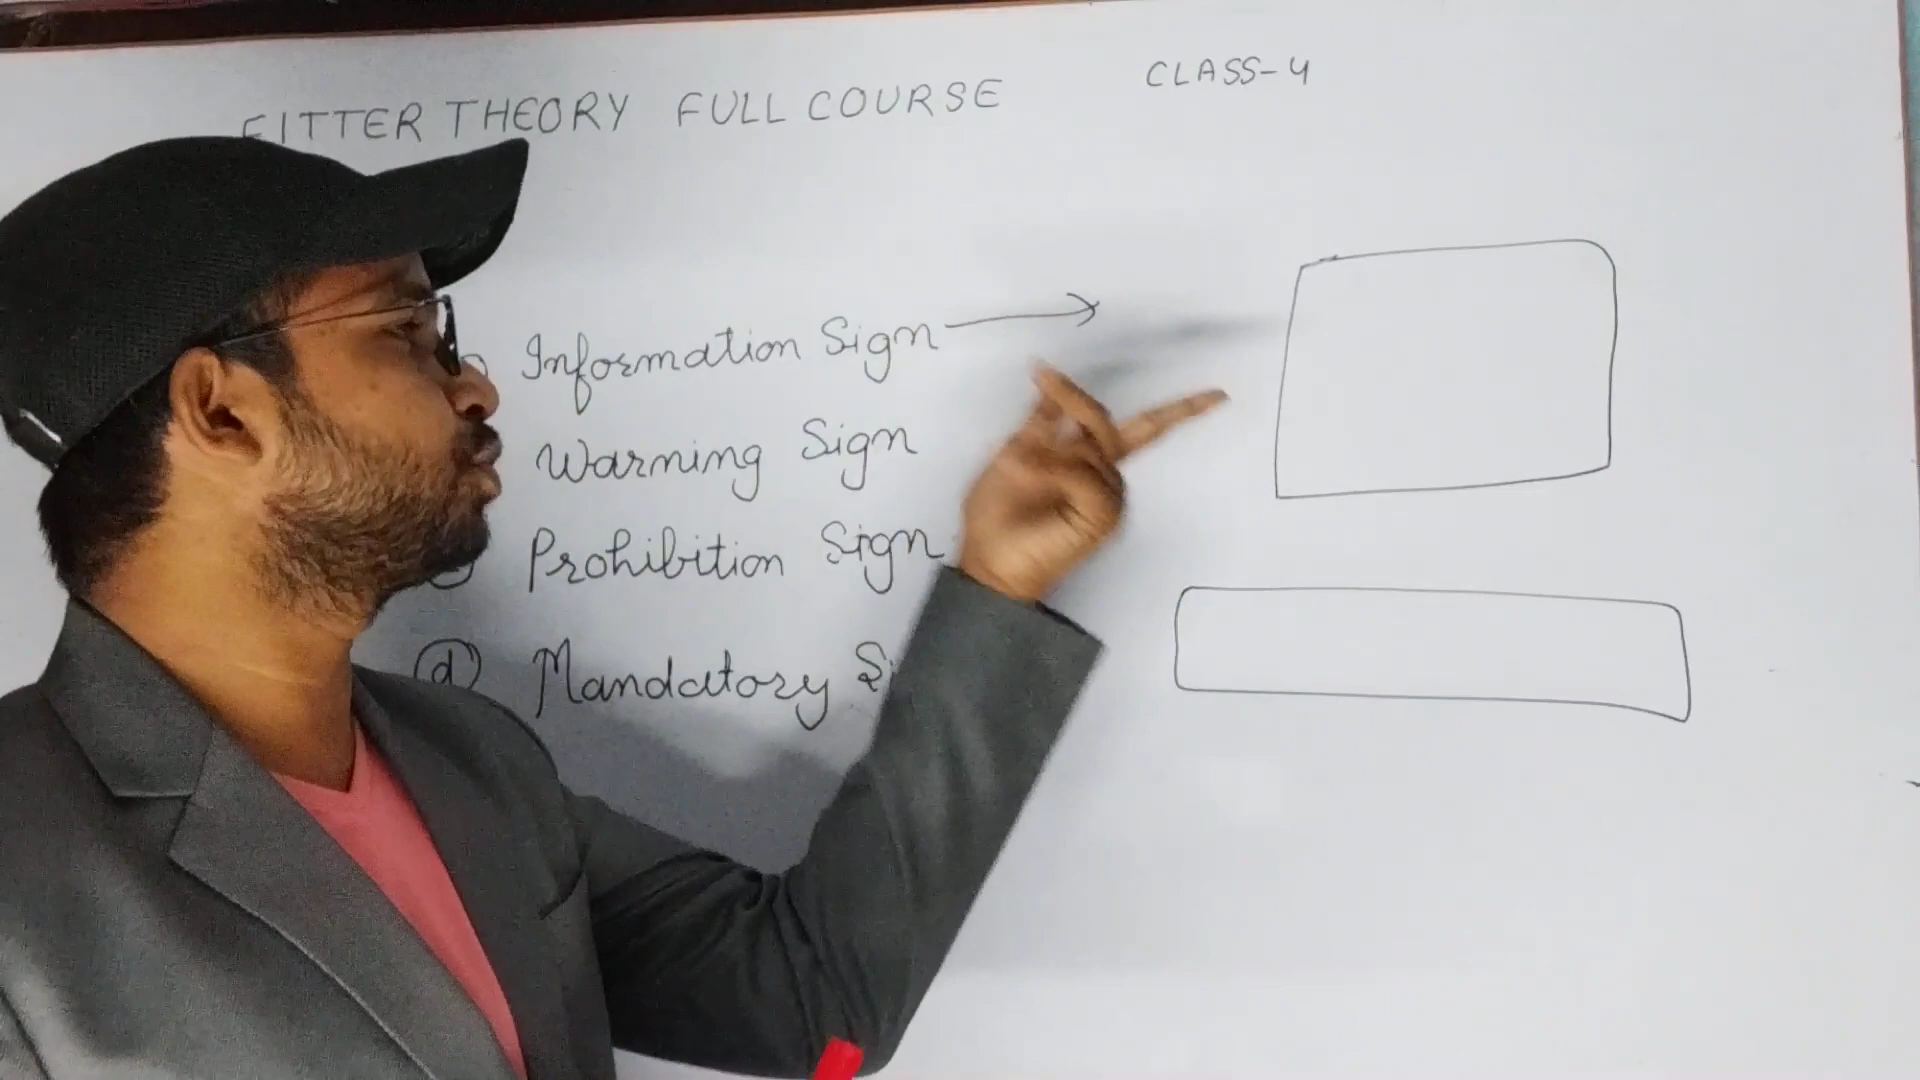 FITTER THEORY FULL COURSE CLASS-4
Information Sign →
Warning Sign
Prohibition Sign
(d) Mandatory